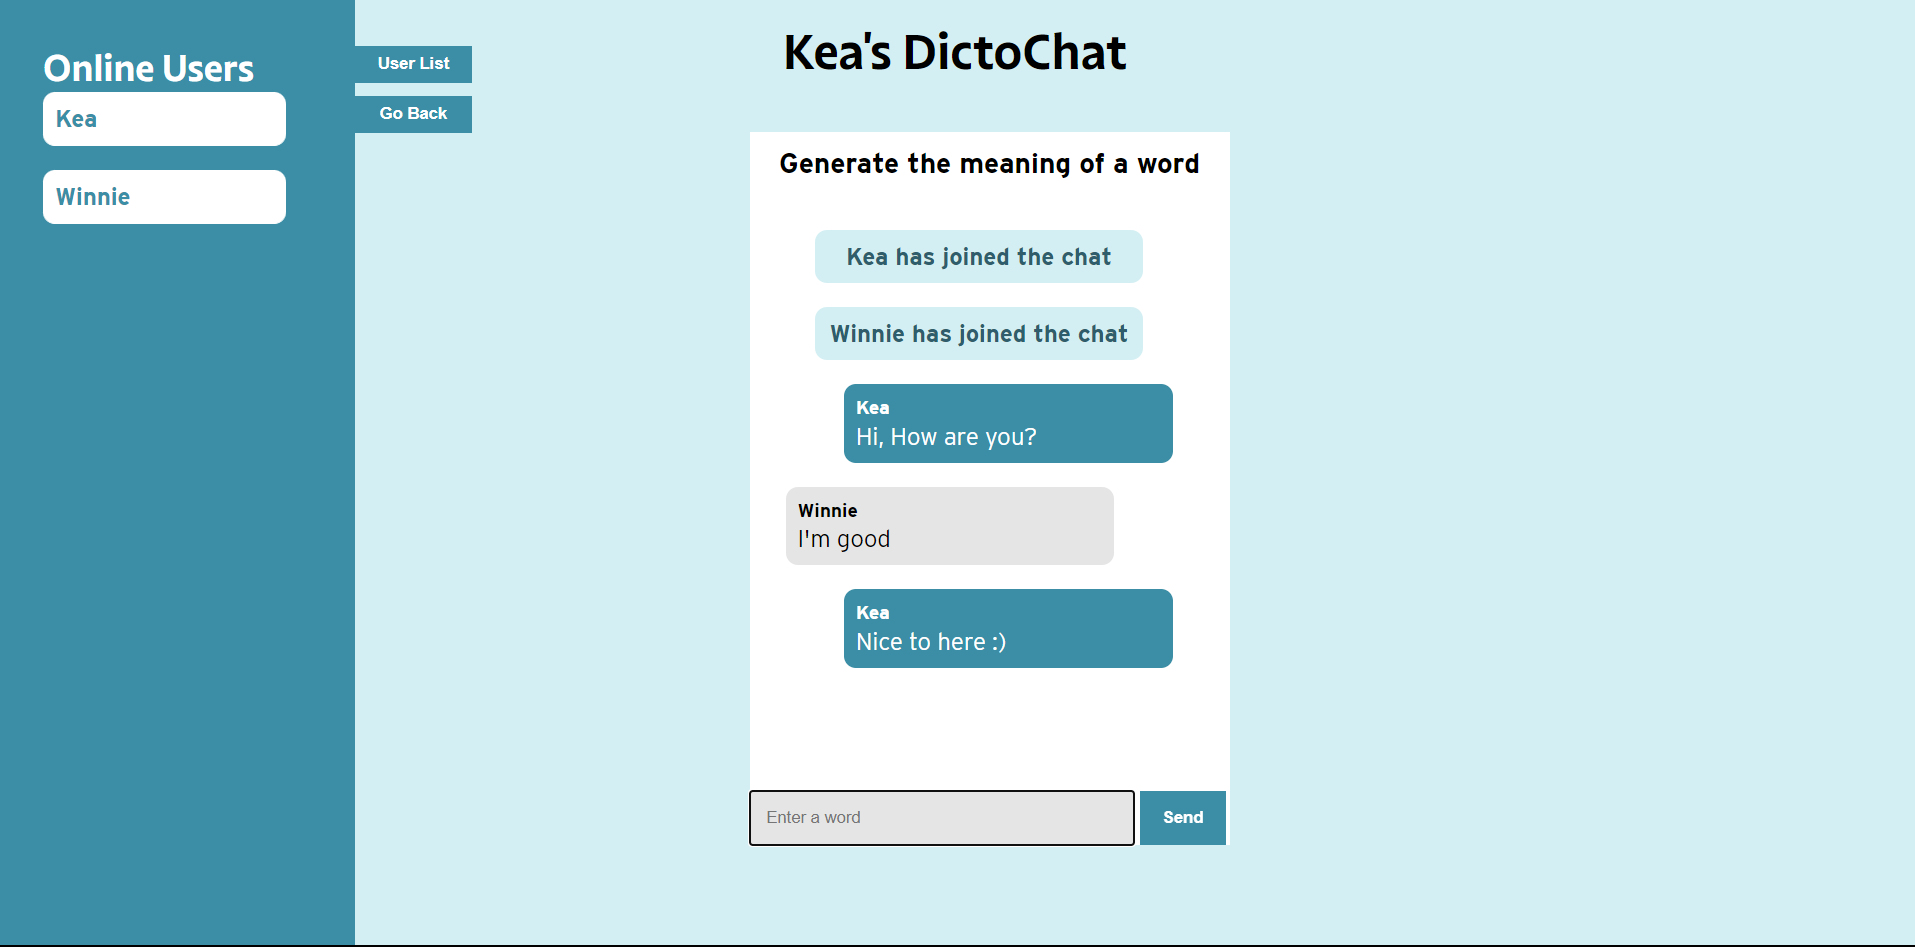 Online Users
Kea
Winnie
User List
Go Back
Kea's DictoChat
Generate the meaning of a word
Kea has joined the chat
Winnie has joined the chat
Kea
Hi, How are you?
Winnie
I'm good
Kea
Nice to here :)
Enter a word
Send